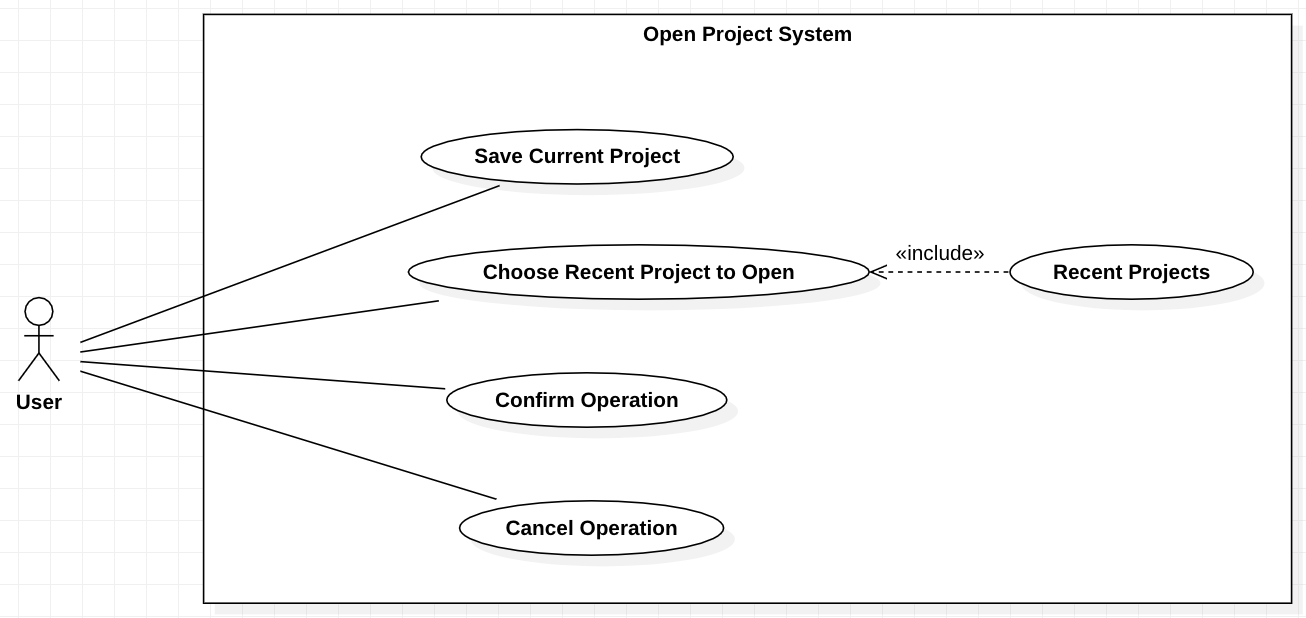 Open Project System
Save Current Project
Choose Recent Project to Open
«include»
Recent Projects
Confirm Operation
User
Cancel Operation